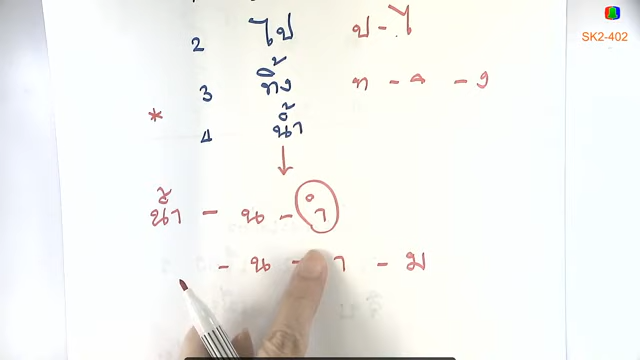 SK2-402
2 ไป ป - ไ
3 ทิ้ง ท - ิ - ง
* 4 น้ำ
น้ำ - น - ำ
- น - า - ม